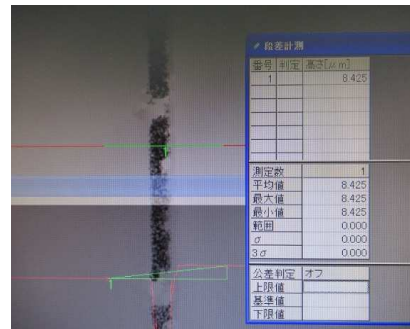 段差計測
番号 判定 高さ[μm]
1 8.425
測定数 1
平均値 8.425
最大値 8.425
最小値 8.425
範囲 0.000
σ 0.000
3σ 0.000
公差判定 オフ
上限値
基準値
下限値